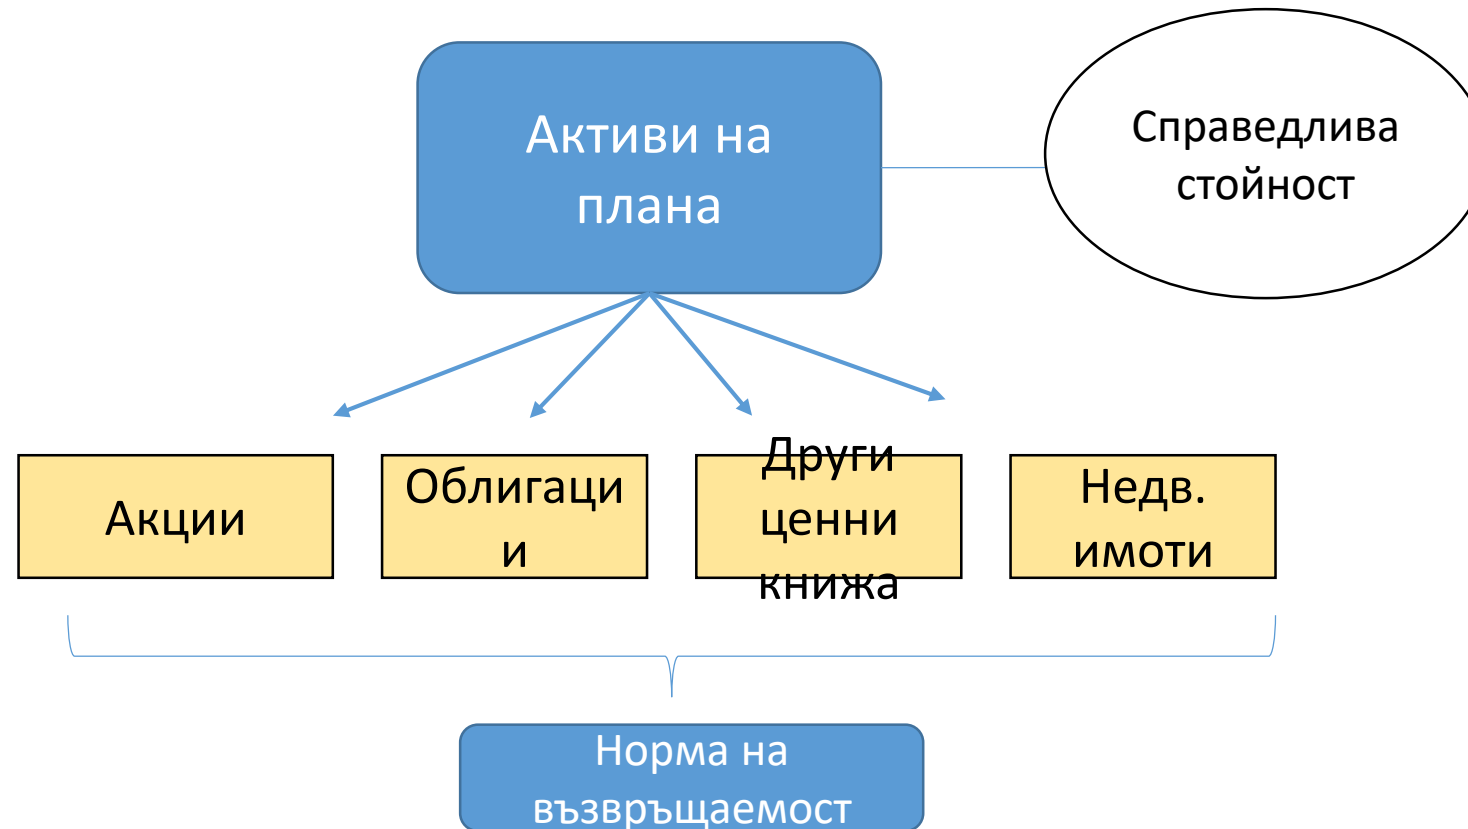 Активи на
плана
Справедлива
стойност
Акции
Облигаци
и
Други
ценни
книжа
Недв.
имоти
Норма на
възвръщаемост